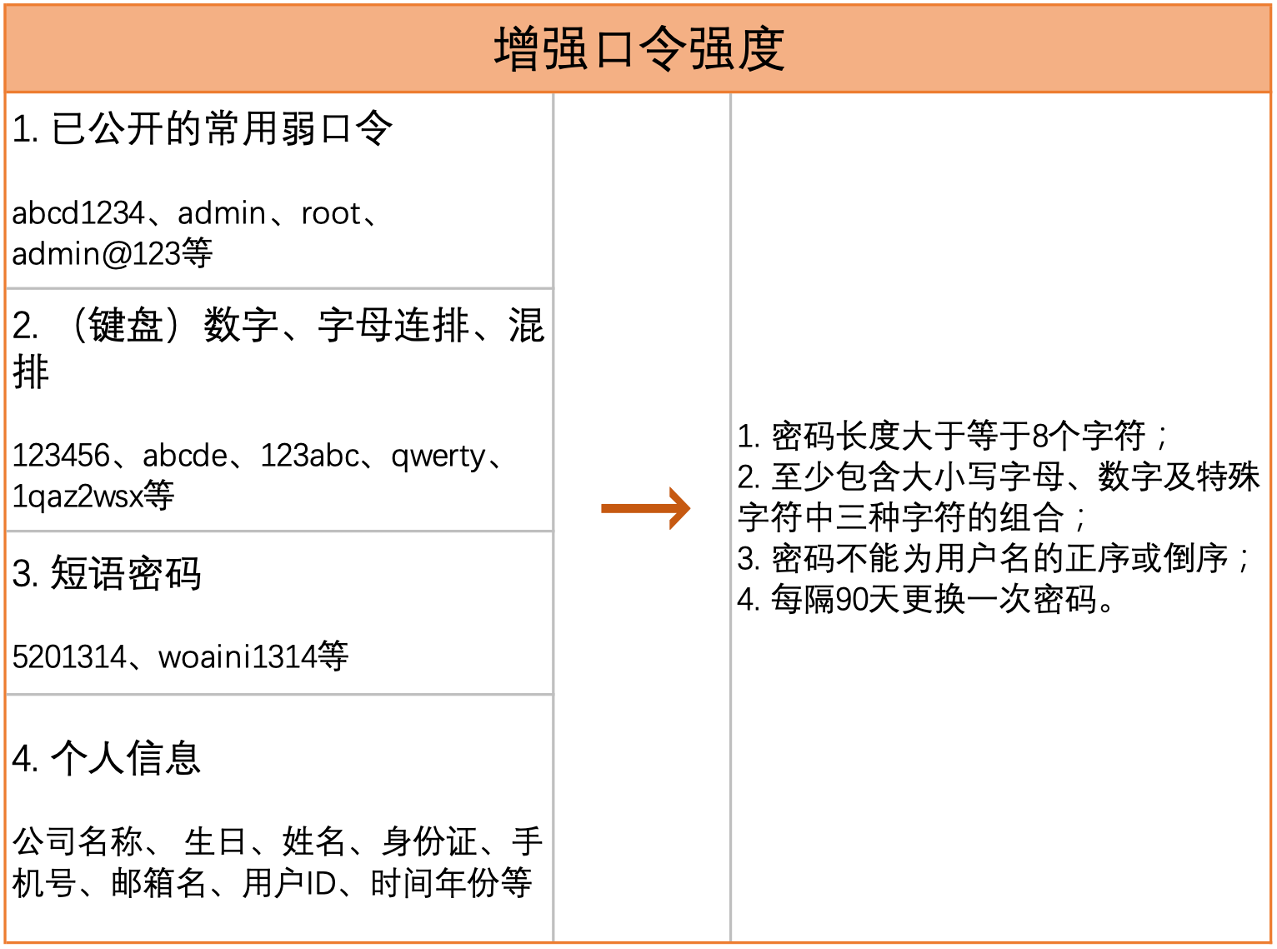 增强口令强度
1. 已公开的常用弱口令
abcd1234、admin、root、
admin@123等
2. （键盘）数字、字母连排、混
排
123456、abcde、123abc、qwerty、
1qaz2wsx等
3. 短语密码
5201314、woaini1314等
4. 个人信息
公司名称、 生日、姓名、身份证、手
机号、邮箱名、用户ID、时间年份等
1. 密码长度大于等于8个字符；
2. 至少包含大小写字母、数字及特殊
字符中三种字符的组合；
3. 密码不能为用户名的正序或倒序；
4. 每隔90天更换一次密码。